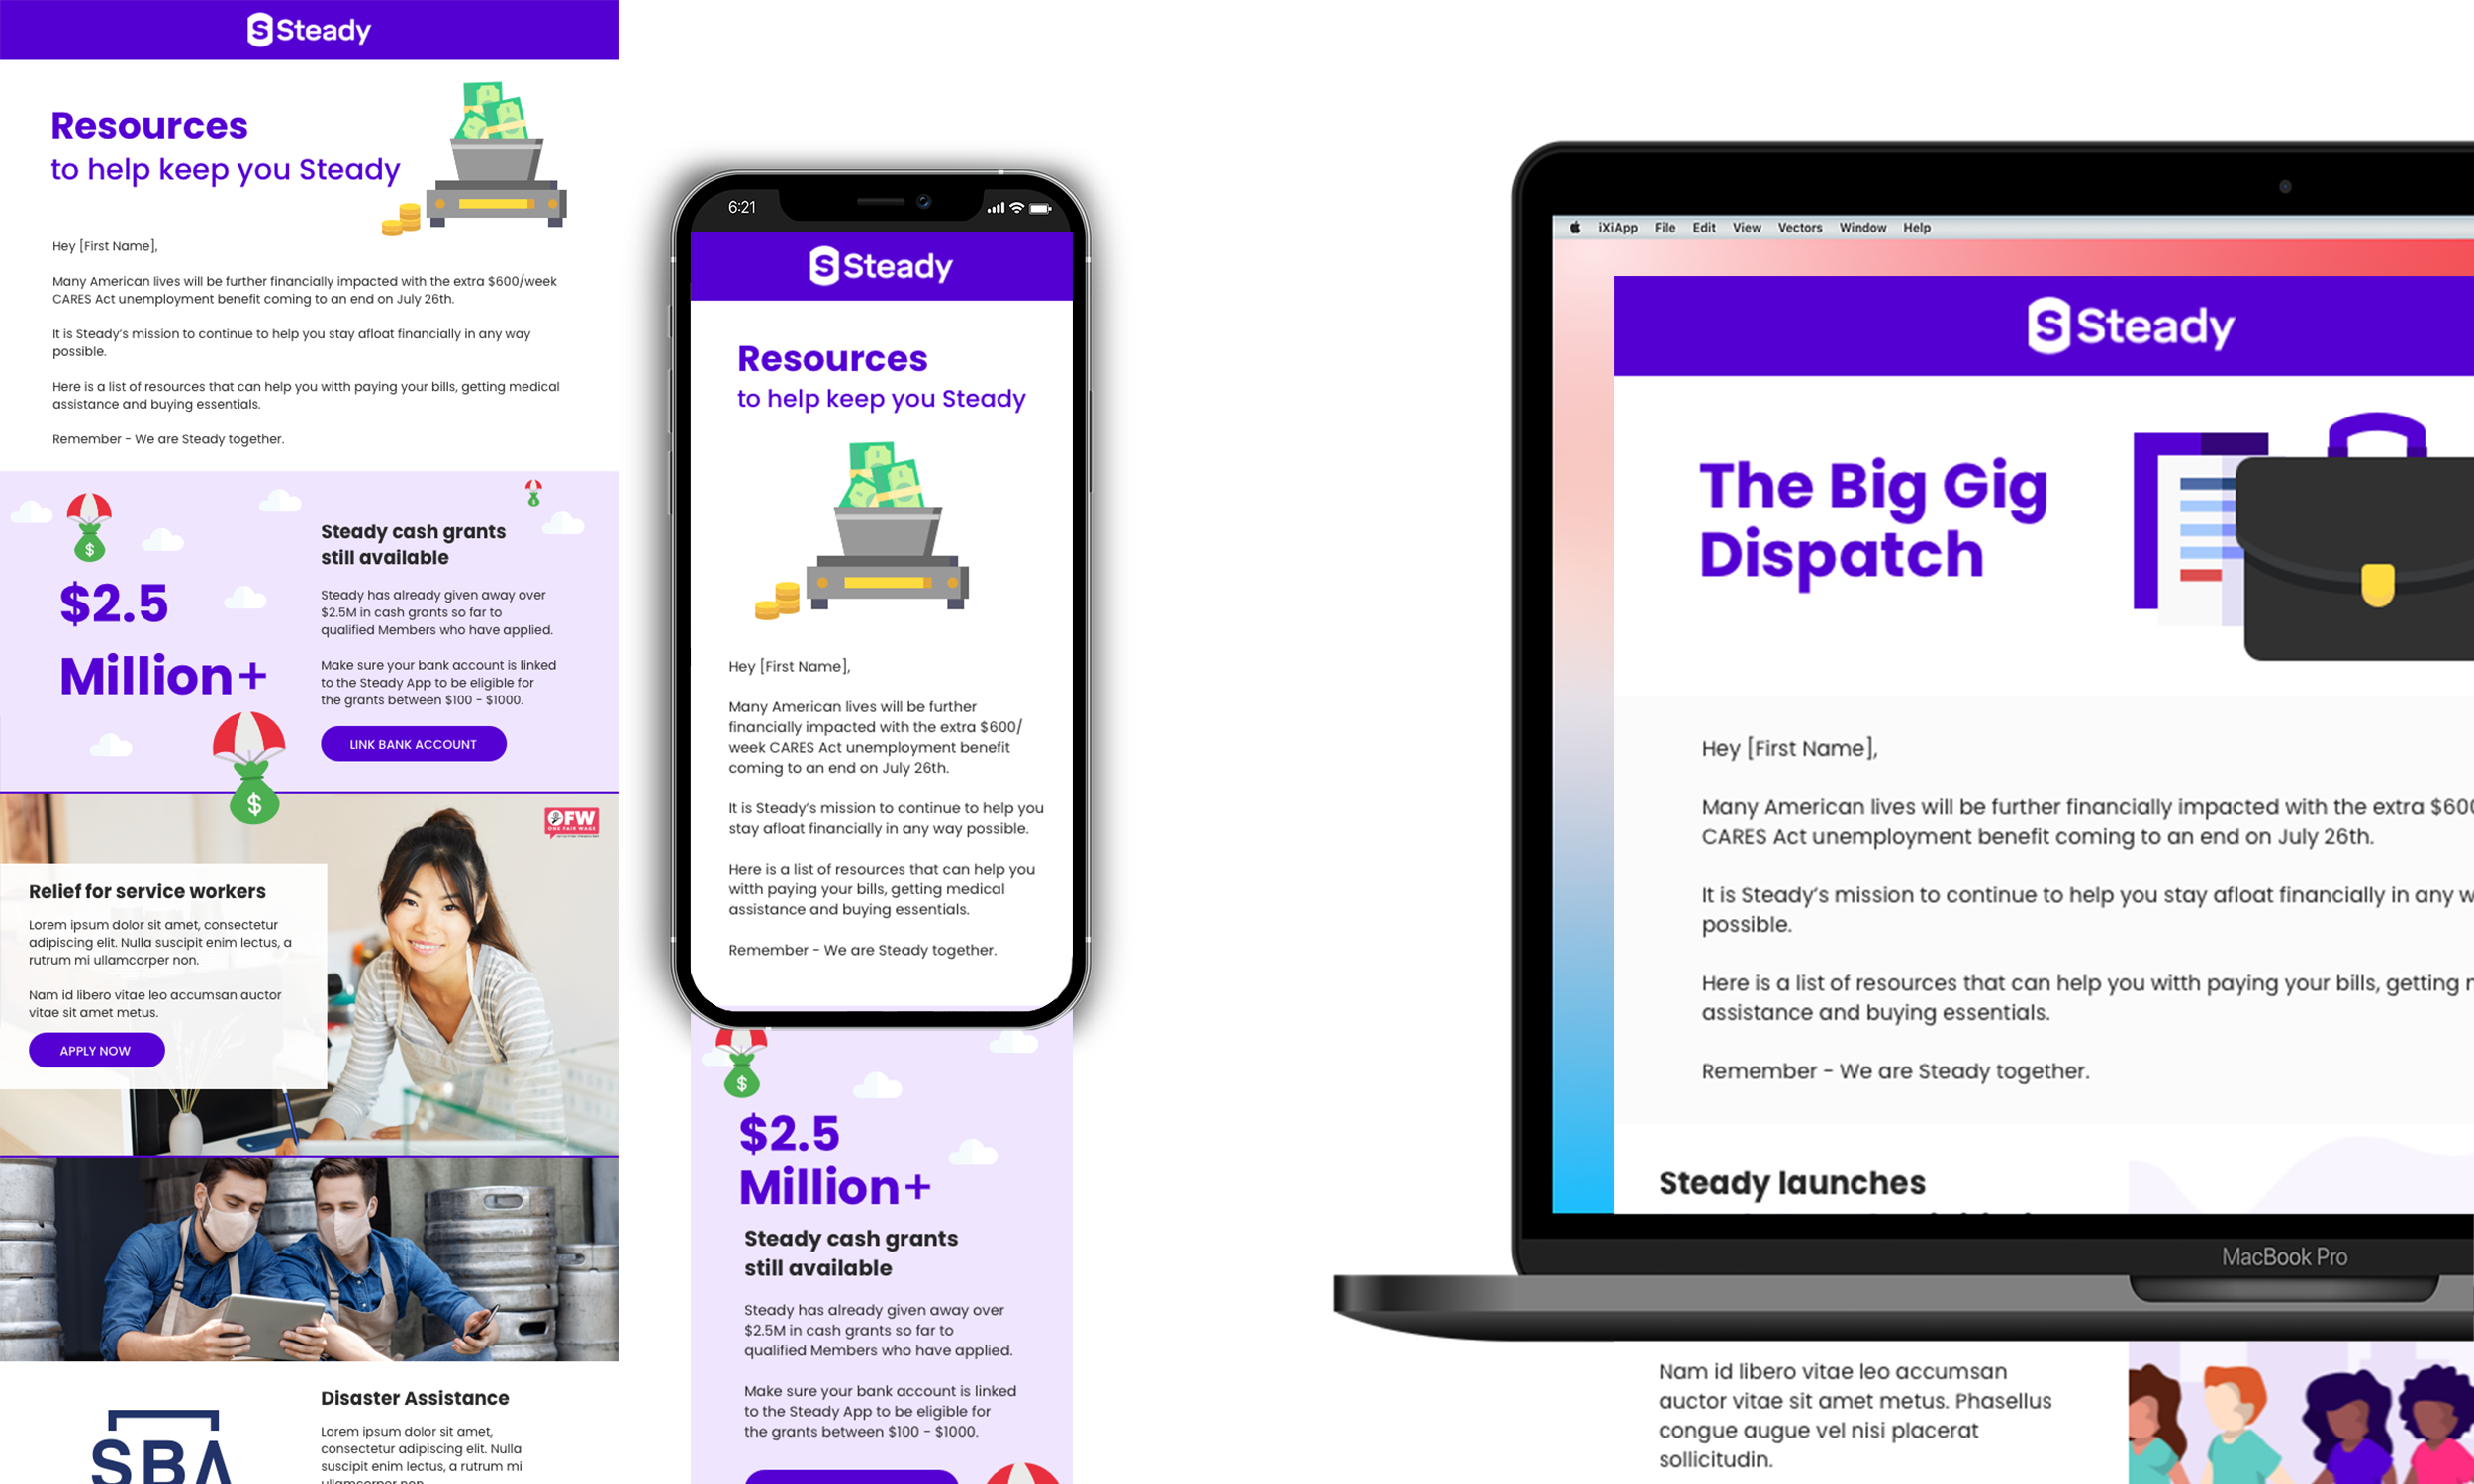 Steady
Resources
to help keep you Steady
Hey [First Name],
Many American lives will be further financially impacted with the extra $600/week
CARES Act unemployment benefit coming to an end on July 26th.
It is Steady's mission to continue to help you stay afloat financially in any way
possible.
Here is a list of resources that can help you witth paying your bills, getting medical
assistance and buying essentials.
Remember - We are Steady together.
$2.5
Million+
Steady cash grants
still available
Steady has already given away over
$2.5M in cash grants so far to
qualified Members who have applied.
Make sure your bank account is linked
to the Steady App to be eligible for
the grants between $100 - $1000.
LINK BANK ACCOUNT
OFW
ONE FAIR WAGE
Relief for service workers
Lorem ipsum dolor sit amet, consectetur
adipiscing elit. Nulla suscipit enim lectus, a
rutrum mi ullamcorper non.
Nam id libero vitae leo accumsan auctor
vitae sit amet metus.
APPLY NOW
SBA
Disaster Assistance
Lorem ipsum dolor sit amet,
consectetur adipiscing elit. Nulla
suscipit enim lectus, a rutrum mi
ullamcorper non.
6:21
Steady
Resources
to help keep you Steady
Hey [First Name],
Many American lives will be further
financially impacted with the extra $600/
week CARES Act unemployment benefit
coming to an end on July 26th.
It is Steady's mission to continue to help you
stay afloat financially in any way possible.
Here is a list of resources that can help you
witth paying your bills, getting medical
assistance and buying essentials.
Remember - We are Steady together.
$2.5
Million+
Steady cash grants
still available
Steady has already given away over
$2.5M in cash grants so far to
qualified Members who have applied.
Make sure your bank account is linked
to the Steady App to be eligible for
the grants between $100 - $1000.
iXiApp File Edit View Vectors Window Help
Steady
The Big Gig
Dispatch
Hey [First Name],
Many American lives will be further financially impacted with the extra $600
CARES Act unemployment benefit coming to an end on July 26th.
It is Steady's mission to continue to help you stay afloat financially in any w
possible.
Here is a list of resources that can help you witth paying your bills, getting
assistance and buying essentials.
Remember - We are Steady together.
Steady launches
MacBook Pro
Nam id libero vitae leo accumsan
auctor vitae sit amet metus. Phasellus
congue augue vel nisi placerat
sollicitudin.